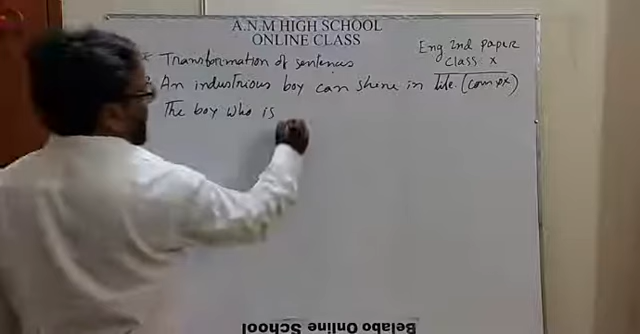 A.N.M HIGH SCHOOL
ONLINE CLASS
Eng 2nd paper
Class: x
Transformation of sentences
An industrious boy can shine in life. (compx)
The boy who is
Belabo Online School